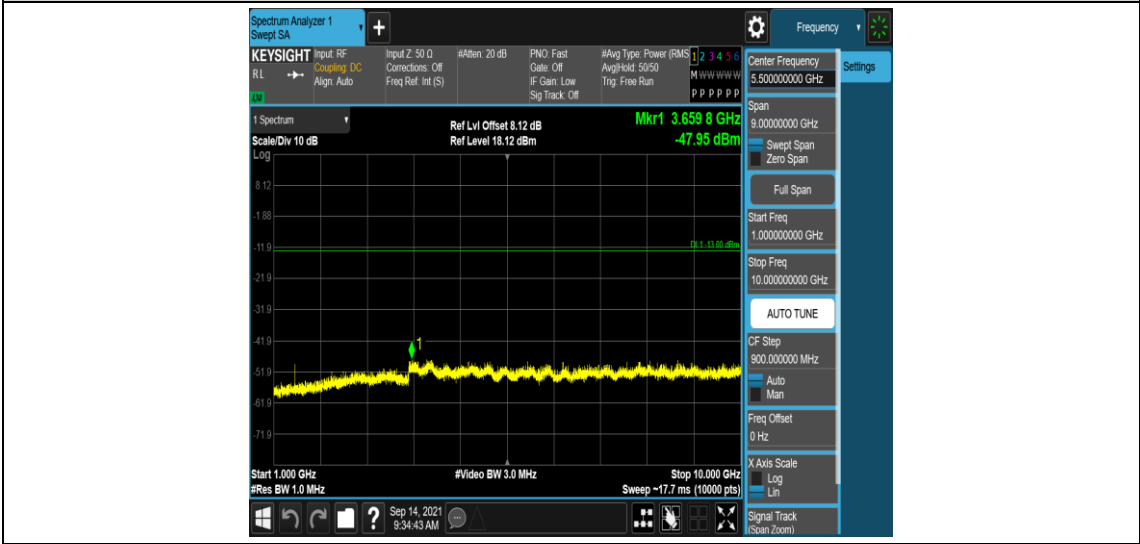 Spectrum Analyzer 1
Swept SA
+
Frequency
KEYSIGHT
RL
Input: RF
Coupling: DC
Align: Auto
Input Z: 50 Ω
Corrections: Off
Freq Ref: Int (S)
#Atten: 20 dB
PNO: Fast
Gate: Off
IF Gain: Low
Sig Track: Off
#Avg Type: Power (RMS
Avg|Hold: 50/50
Trig: Free Run
1 2 3 4 5 6
M W W W W W
P P P P P P
1 Spectrum
Scale/Div 10 dB
Log
Ref Lvl Offset 8.12 dB
Ref Level 18.12 dBm
Mkr1 3.659 8 GHz
-47.95 dBm
8.12
-1.88
-11.9
DL1 -13.00 dBm
-21.9
-31.9
-41.9
1
-51.9
-61.9
-71.9
Start 1.000 GHz
#Video BW 3.0 MHz
Stop 10.000 GHz
#Res BW 1.0 MHz
Sweep ~17.7 ms (10000 pts)
?
Sep 14, 2021
9:34:43 AM
Center Frequency
5.500000000 GHz
Settings
Span
9.00000000 GHz
Swept Span
Zero Span
Full Span
Start Freq
1.000000000 GHz
Stop Freq
10.000000000 GHz
AUTO TUNE
CF Step
900.000000 MHz
Auto
Man
Freq Offset
0 Hz
X Axis Scale
Log
Lin
Signal Track
(Span Zoom)